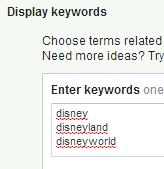 Display keywords
Choose terms related
Need more ideas? Try
Enter keywords one
disney
disneyland
disneyworld